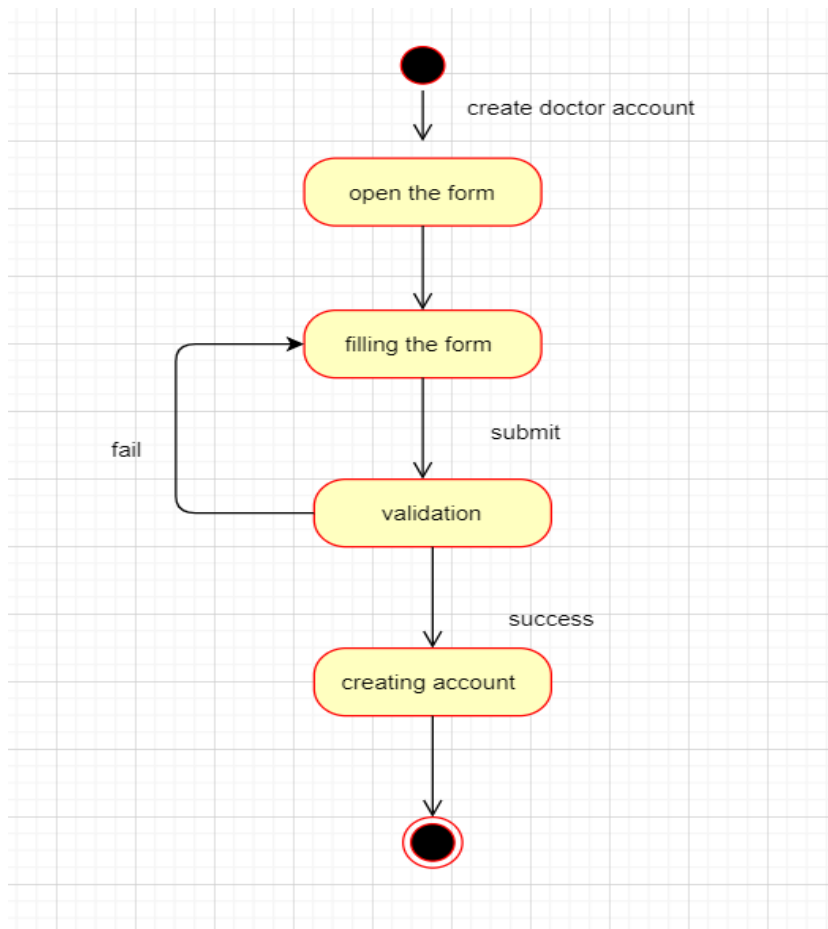 create doctor account
open the form
filling the form
submit
fail
validation
success
creating account